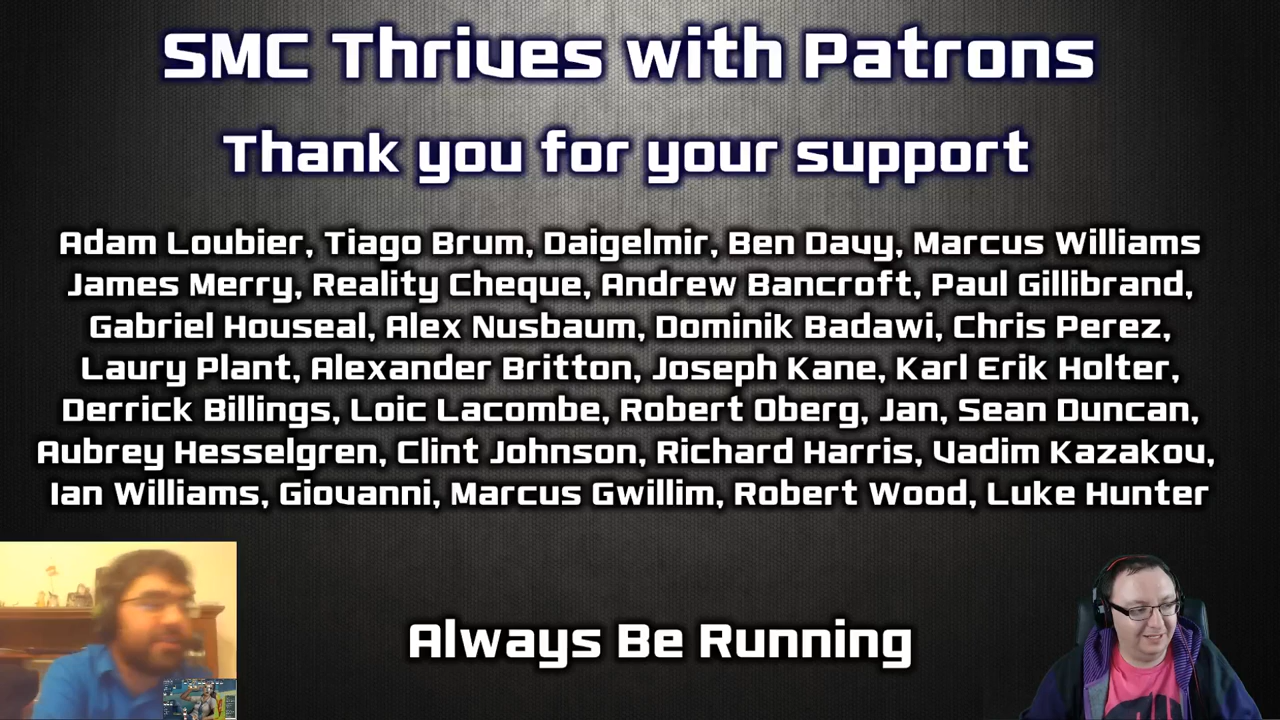 SMC Thrives with Patrons
Thank you for your support
Adam Loubier, Tiago Brum, Daigelmir, Ben Davy, Marcus Williams
James Merry, Reality Cheque, Andrew Bancroft, Paul Gillibrand,
Gabriel Houseal, Alex Nusbaum, Dominik Badawi, Chris Perez,
Laury Plant, Alexander Britton, Joseph Kane, Karl Erik Holter,
Derrick Billings, Loic Lacombe, Robert Oberg, Jan, Sean Duncan,
Aubrey Hesselgren, Clint Johnson, Richard Harris, Vadim Kazakov,
Ian Williams, Giovanni, Marcus Gwillim, Robert Wood, Luke Hunter
Always Be Running